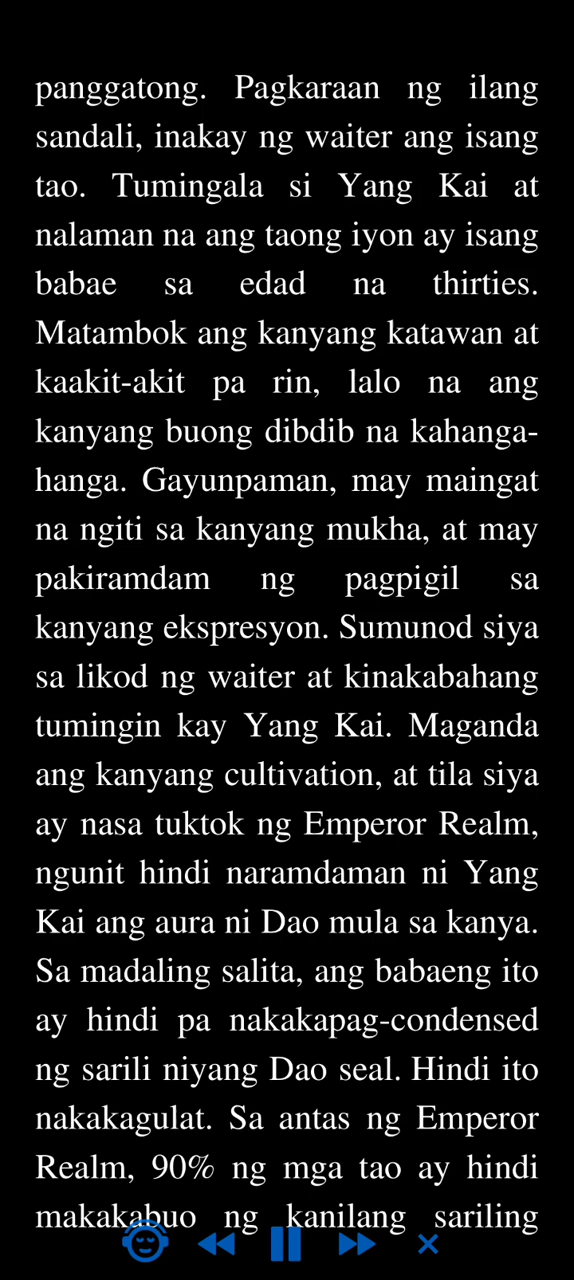 panggatong. Pagkaraan ng ilang
sandali, inakay ng waiter ang isang
tao. Tumingala si Yang Kai at
nalaman na ang taong iyon ay isang
babae sa edad na thirties.
Matambok ang kanyang katawan at
kaakit-akit pa rin, lalo na ang
kanyang buong dibdib na kahanga-
hanga. Gayunpaman, may maingat
na ngiti sa kanyang mukha, at may
pakiramdam ng pagpigil sa
kanyang ekspresyon. Sumunod siya
sa likod ng waiter at kinakabahang
tumingin kay Yang Kai. Maganda
ang kanyang cultivation, at tila siya
ay nasa tuktok ng Emperor Realm,
ngunit hindi naramdaman ni Yang
Kai ang aura ni Dao mula sa kanya.
Sa madaling salita, ang babaeng ito
ay hindi pa nakakapag-condensed
ng sarili niyang Dao seal. Hindi ito
nakakagulat. Sa antas ng Emperor
Realm, 90% ng mga tao ay hindi
makakabuo ng kanilang sariling